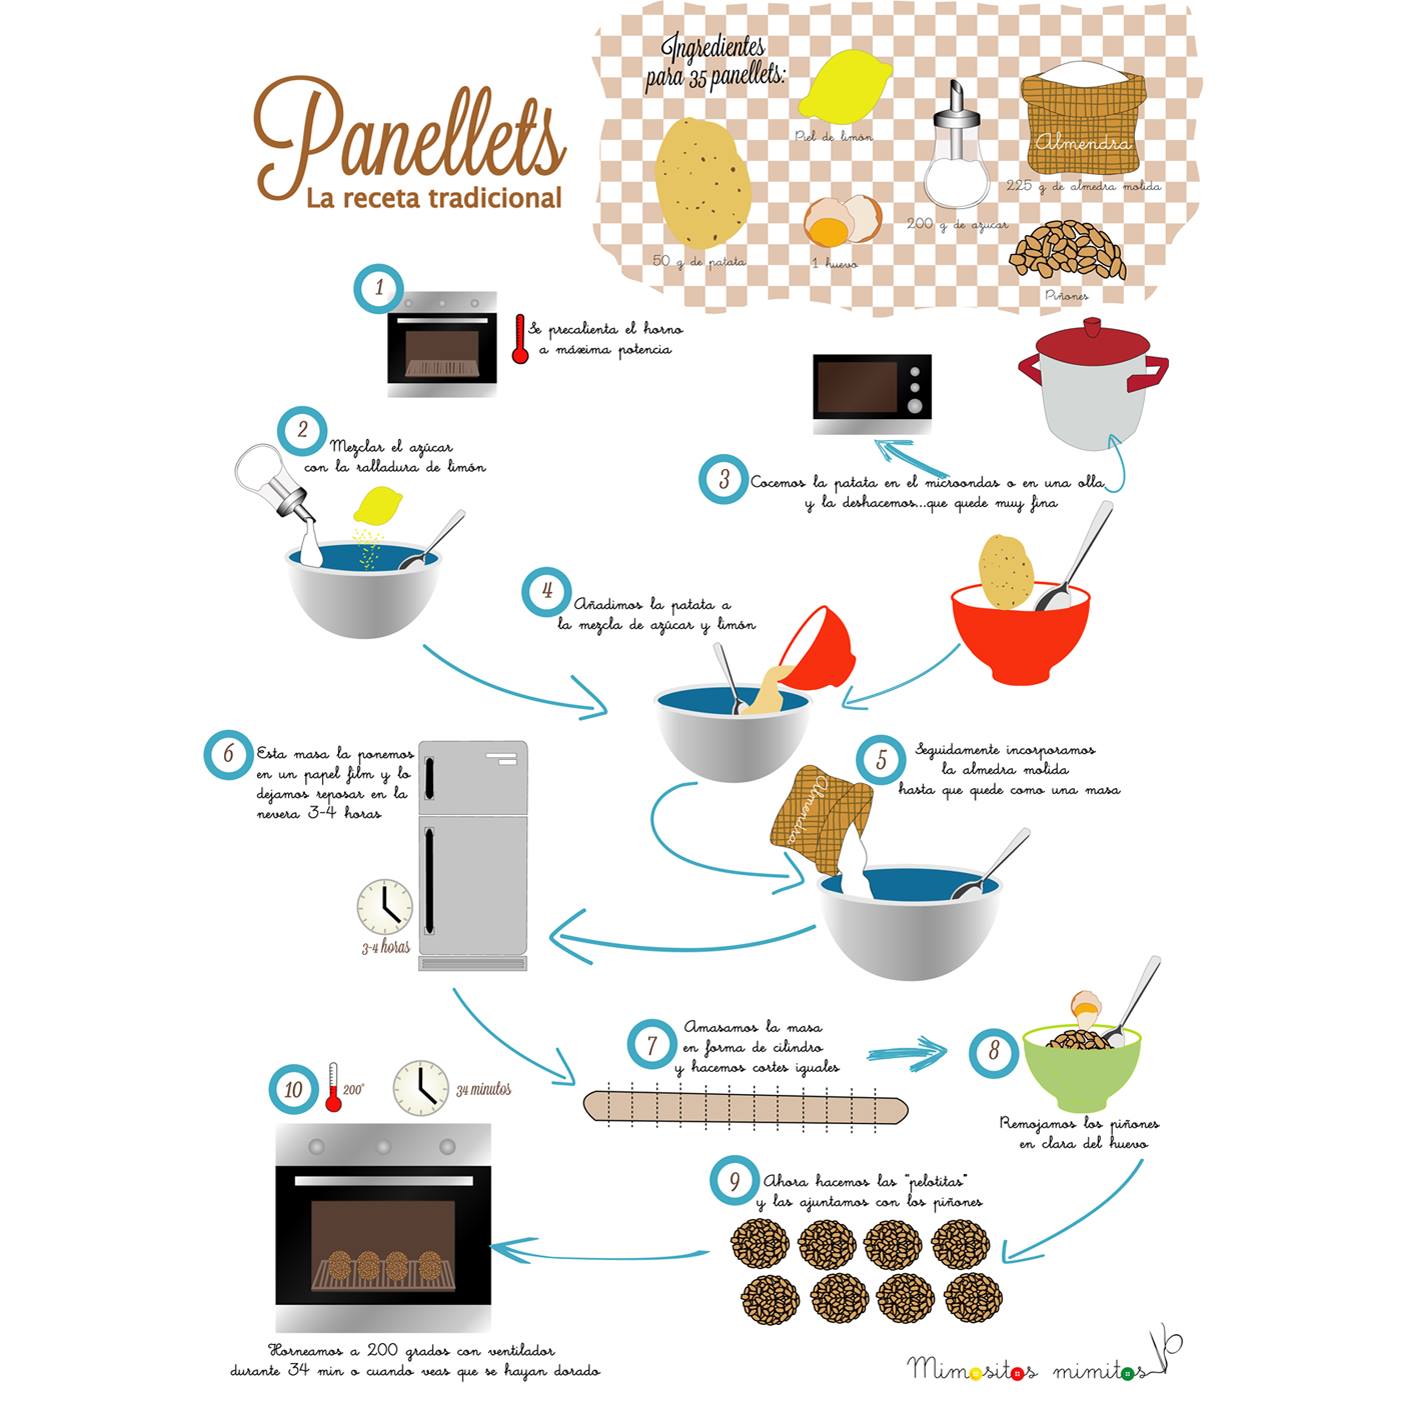 Panellets
La receta tradicional
Ingredientes
para 35 panellets:
Piel de limón
Almendra
225 g de almedra molida
200 g de azucar
50 g de patata
1 huevo
Piñones
1
Se precalienta el horno
a máxima potencia
2
Mezclar el azúcar
con la ralladura de limón
3
Cocemos la patata en el microondas o en una olla
y la deshacemos...que quede muy fina
4
Añadimos la patata a
la mezcla de azúcar y limón
5
Seguidamente incorporamos
la almedra molida
hasta que quede como una masa
Almendra
6
Esta masa la ponemos
en un papel film y lo
dejamos reposar en la
nevera 3-4 horas
3-4 horas
7
Amasamos la masa
en forma de cilindro
y hacemos cortes iguales
8
Remojamos los piñones
en clara del huevo
9
Ahora hacemos las "pelotitas"
y las ajuntamos con los piñones
10
200°
34 minutos
Horneamos a 200 grados con ventilador
durante 34 min o cuando veas que se hayan dorado
Mimositos mimitos